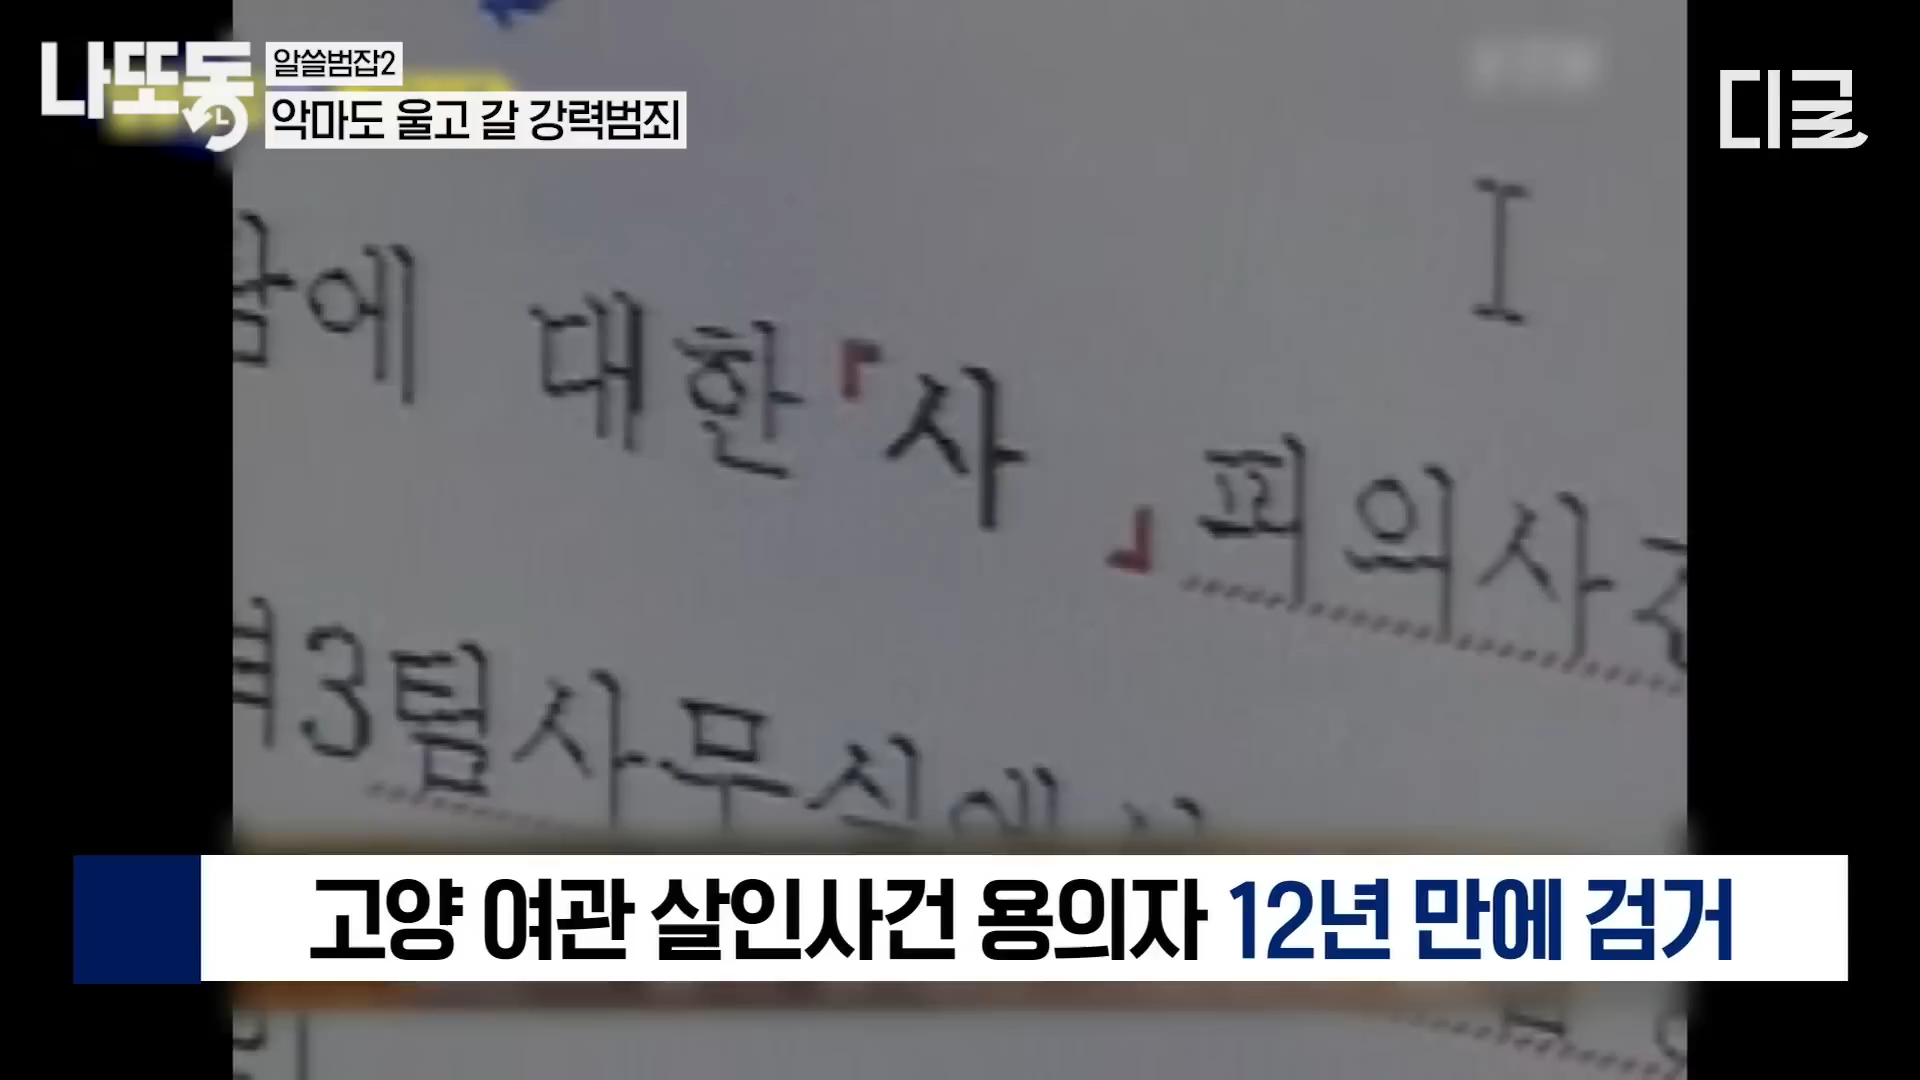 나또동
알쓸범잡2
악마도 울고 갈 강력범죄
디글
에 대한 「사 」 피의사
3팀사무실에서
고양 여관 살인사건 용의자 12년 만에 검거